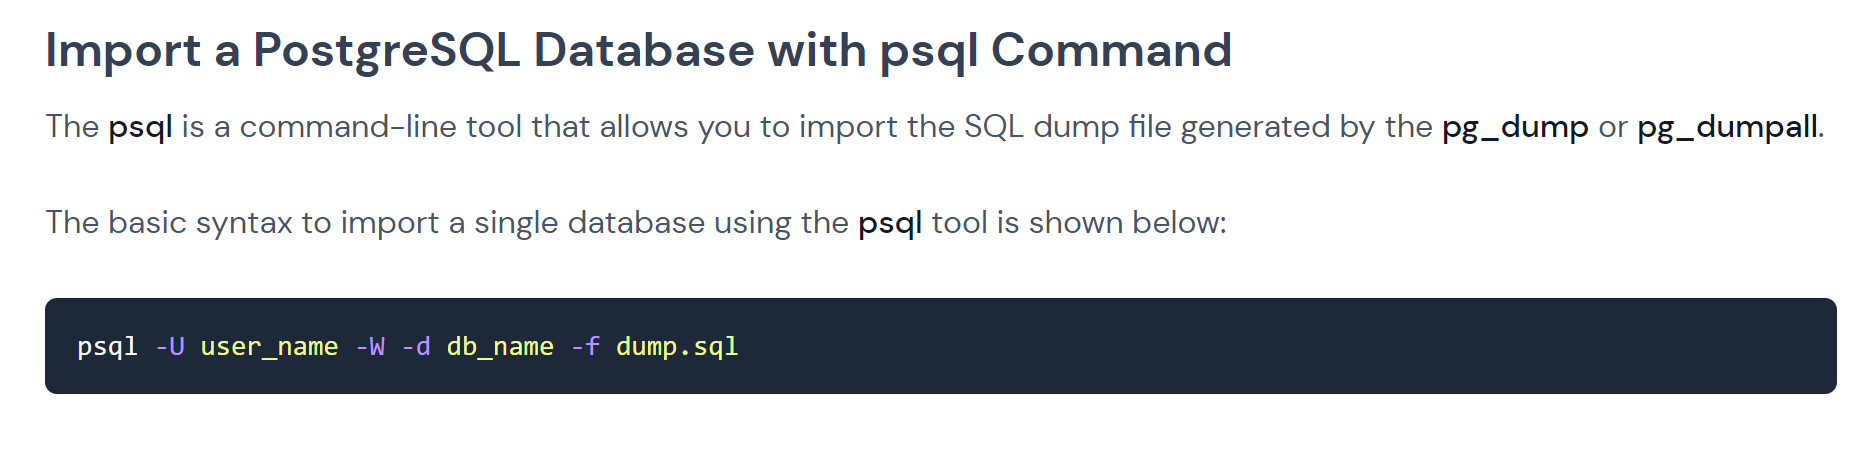 Import a PostgreSQL Database with psql Command
The psql is a command-line tool that allows you to import the SQL dump file generated by the pg_dump or pg_dumpall.
The basic syntax to import a single database using the psql tool is shown below:
psql -U user_name -W -d db_name -f dump.sql